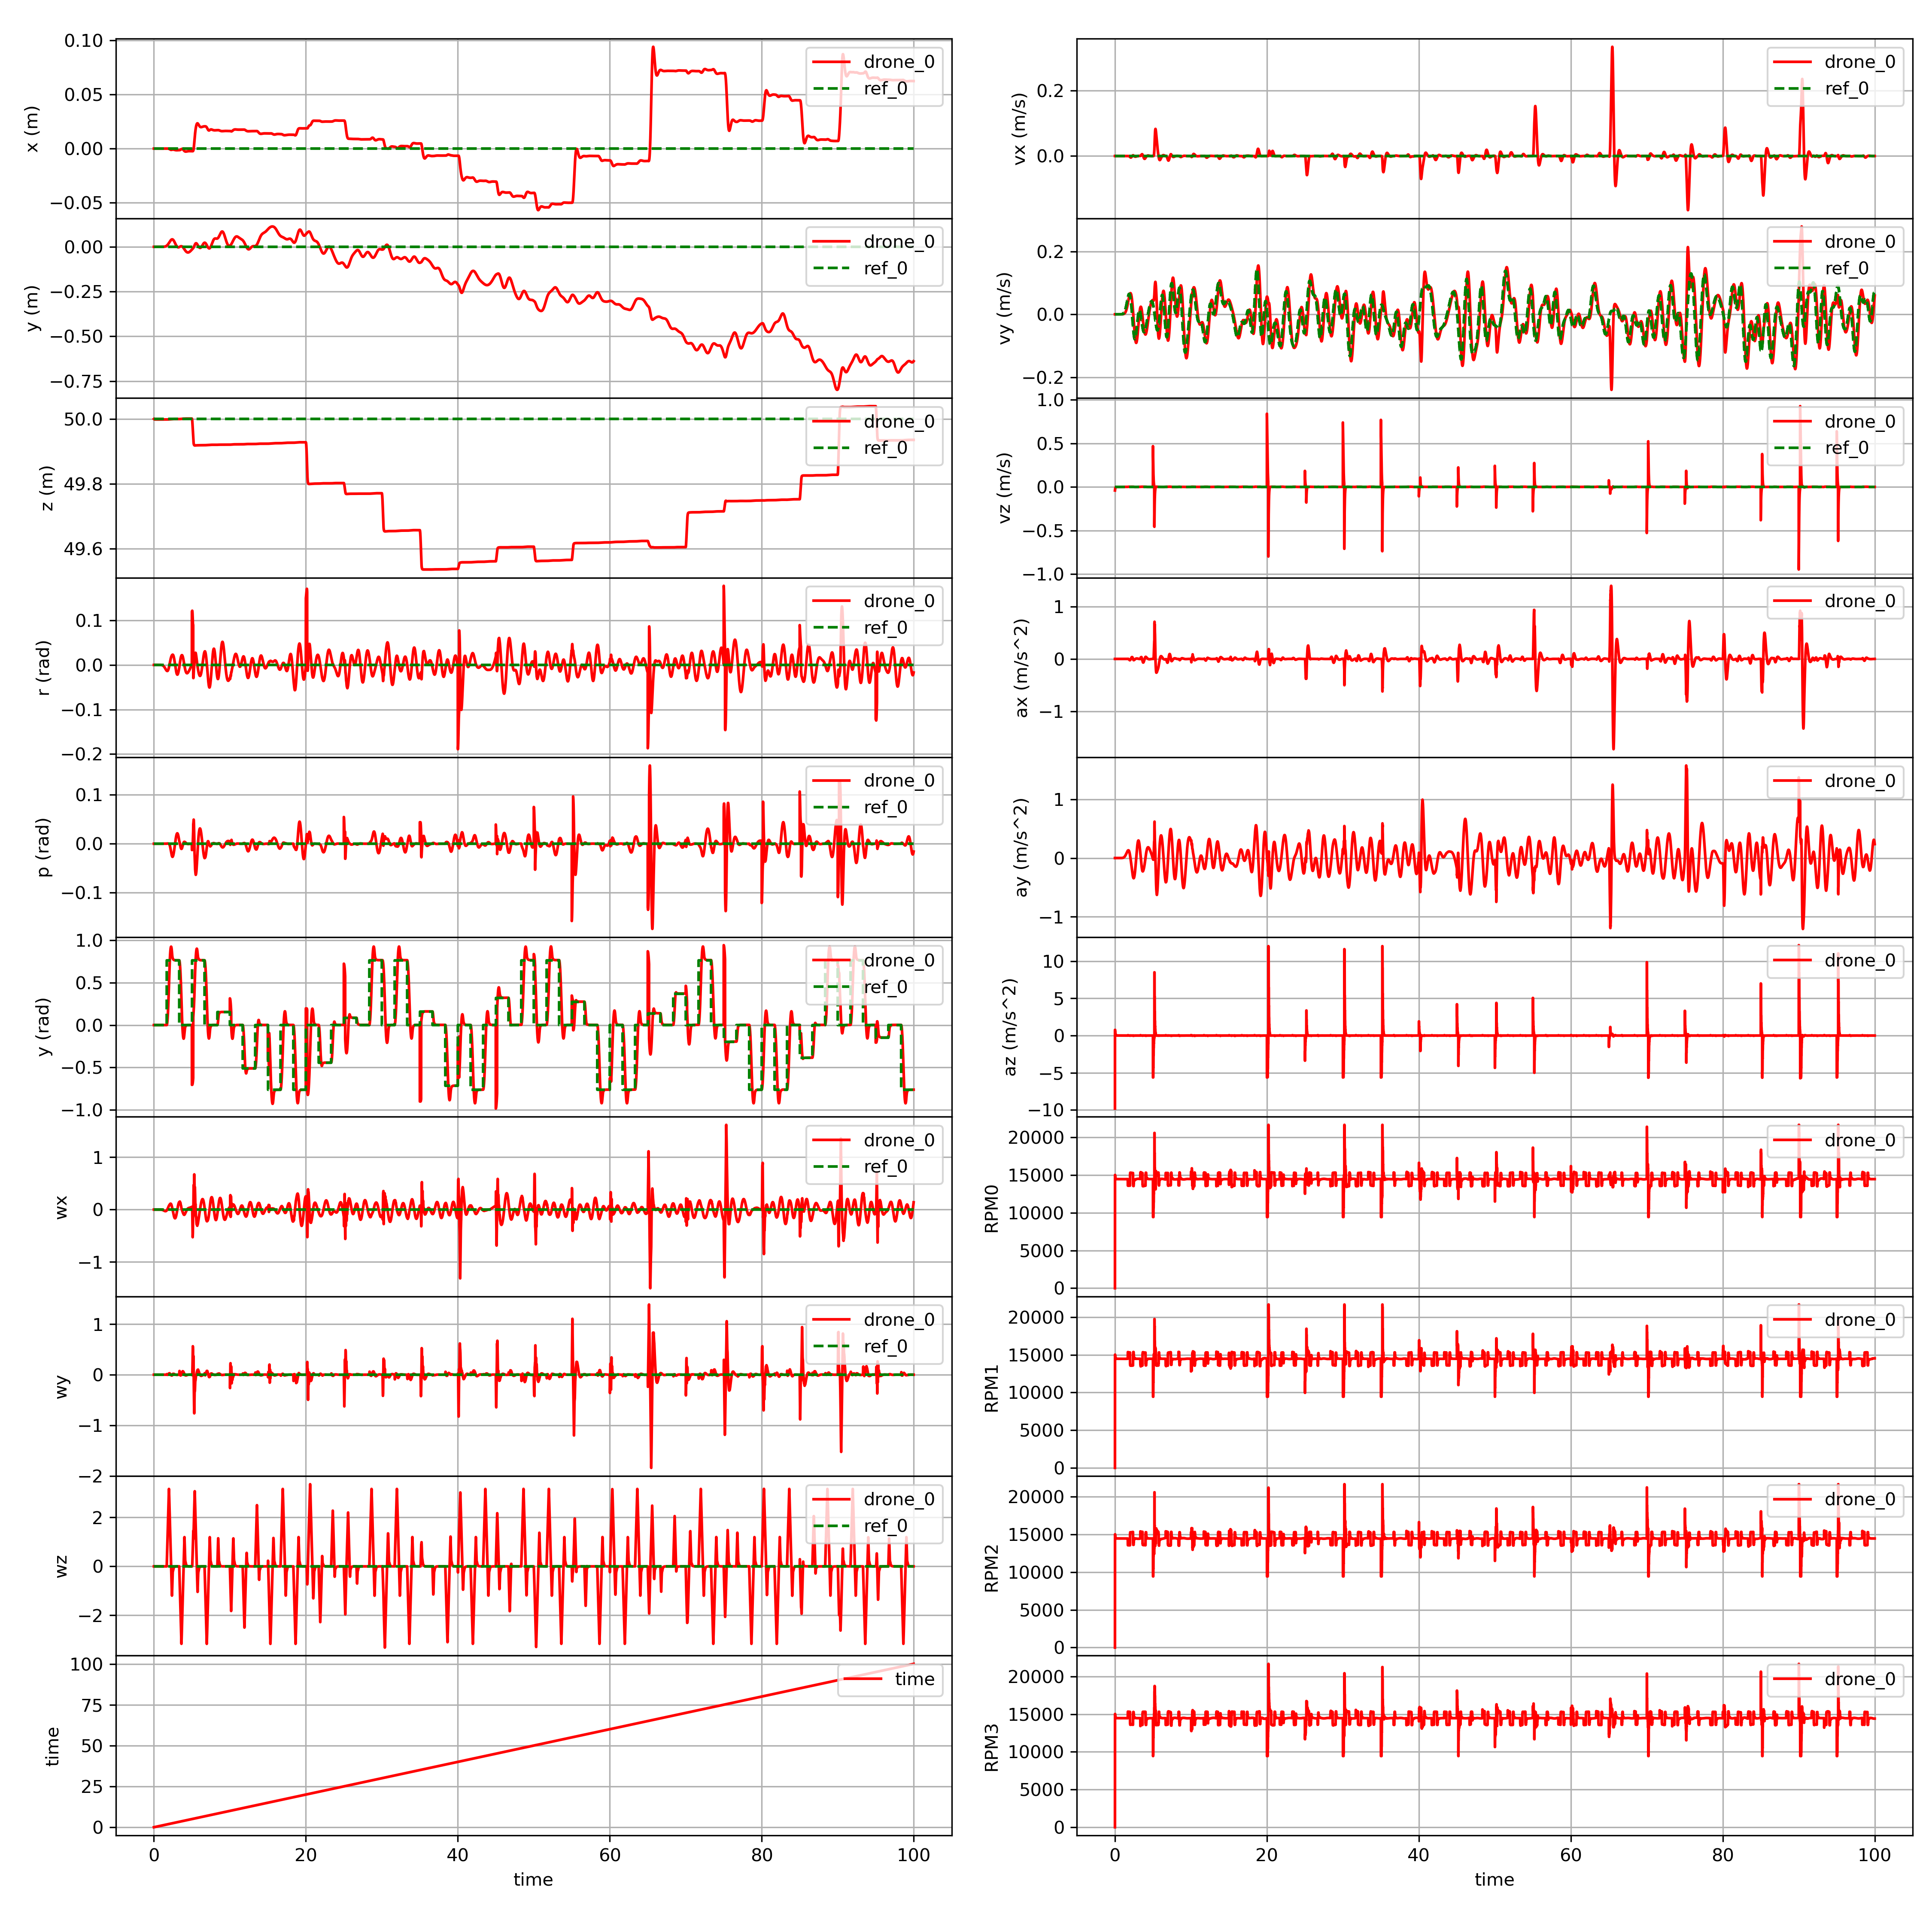 0.10
0.05
0.00
−0.05
x (m)
drone_0
ref_0
0.00
−0.25
−0.50
−0.75
y (m)
drone_0
ref_0
50.0
49.8
49.6
z (m)
drone_0
ref_0
0.1
0.0
−0.1
−0.2
r (rad)
drone_0
ref_0
0.1
0.0
−0.1
p (rad)
drone_0
ref_0
1.0
0.5
0.0
−0.5
−1.0
y (rad)
drone_0
ref_0
1
0
−1
wx
drone_0
ref_0
1
0
−1
−2
wy
drone_0
ref_0
2
0
−2
wz
drone_0
ref_0
100
75
50
25
0
time
time
0 20 40 60 80 100
time
0.2
0.0
vx (m/s)
drone_0
ref_0
0.2
0.0
−0.2
vy (m/s)
drone_0
ref_0
1.0
0.5
0.0
−0.5
−1.0
vz (m/s)
drone_0
ref_0
1
0
−1
ax (m/s^2)
drone_0
1
0
−1
ay (m/s^2)
drone_0
10
5
0
−5
−10
az (m/s^2)
drone_0
20000
15000
10000
5000
0
RPM0
drone_0
20000
15000
10000
5000
0
RPM1
drone_0
20000
15000
10000
5000
0
RPM2
drone_0
20000
15000
10000
5000
0
RPM3
drone_0
0 20 40 60 80 100
time